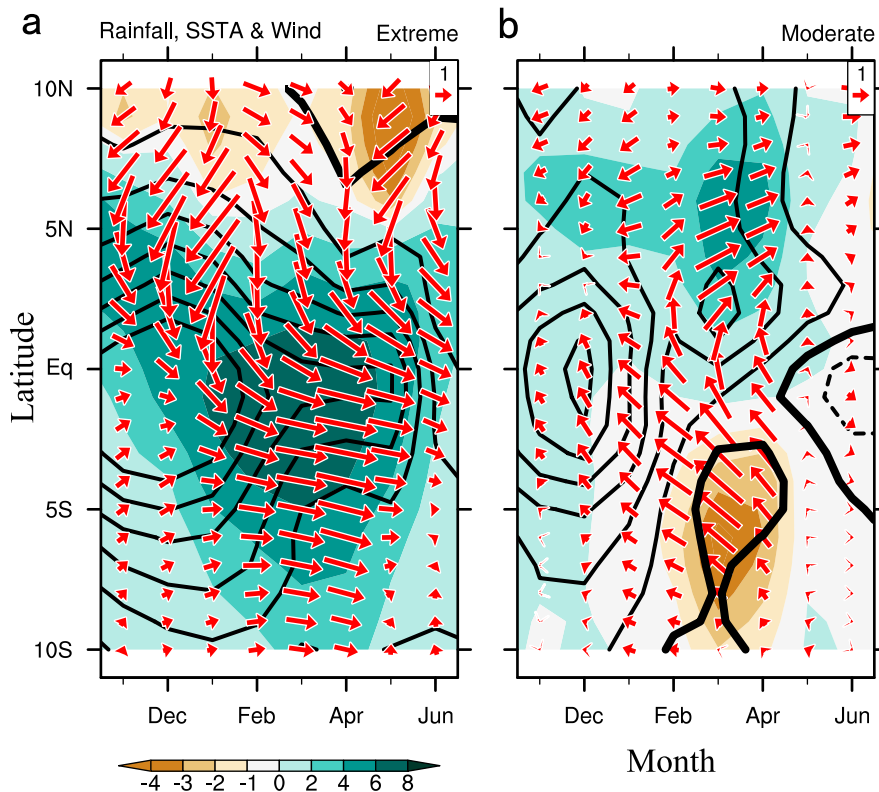 a
Rainfall, SSTA & Wind Extreme
b
Moderate
1
1
10N
5N
Eq
5S
10S
Latitude
Dec Feb Apr Jun
Dec Feb Apr Jun
Month
-4 -3 -2 -1 0 2 4 6 8